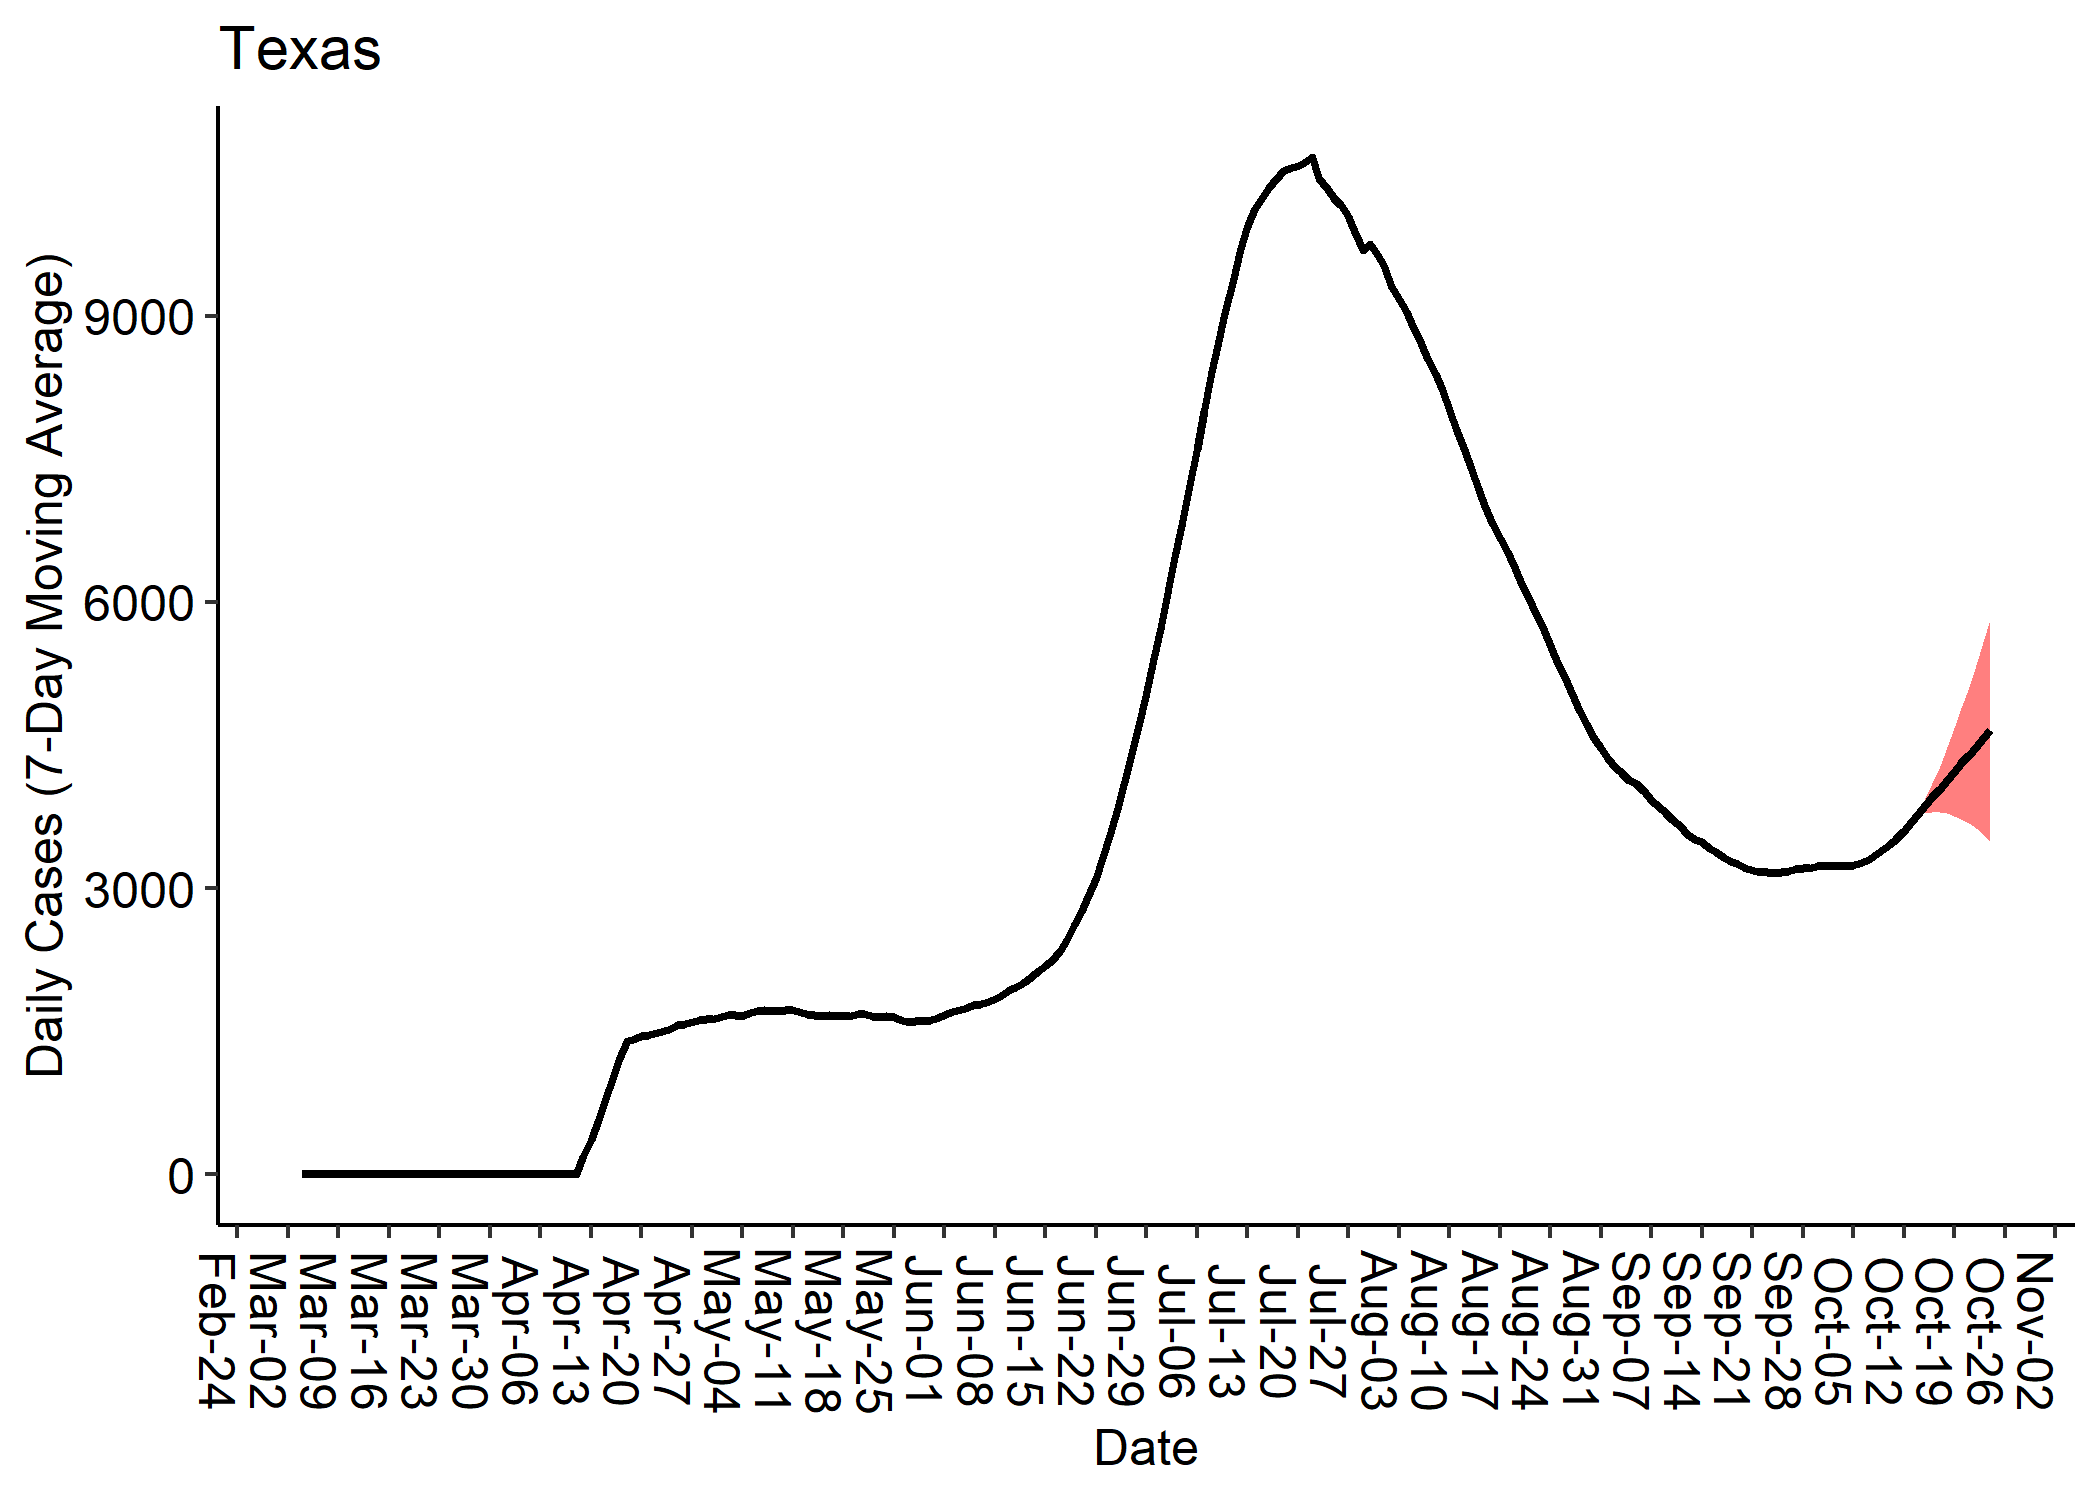 Texas
Daily Cases (7-Day Moving Average)
9000
6000
3000
0
Feb-24
Mar-02
Mar-09
Mar-16
Mar-23
Mar-30
Apr-06
Apr-13
Apr-20
Apr-27
May-04
May-11
May-18
May-25
Jun-01
Jun-08
Jun-15
Jun-22
Jun-29
Jul-06
Jul-13
Jul-20
Jul-27
Aug-03
Aug-10
Aug-17
Aug-24
Aug-31
Sep-07
Sep-14
Sep-21
Sep-28
Oct-05
Oct-12
Oct-19
Oct-26
Nov-02
Date